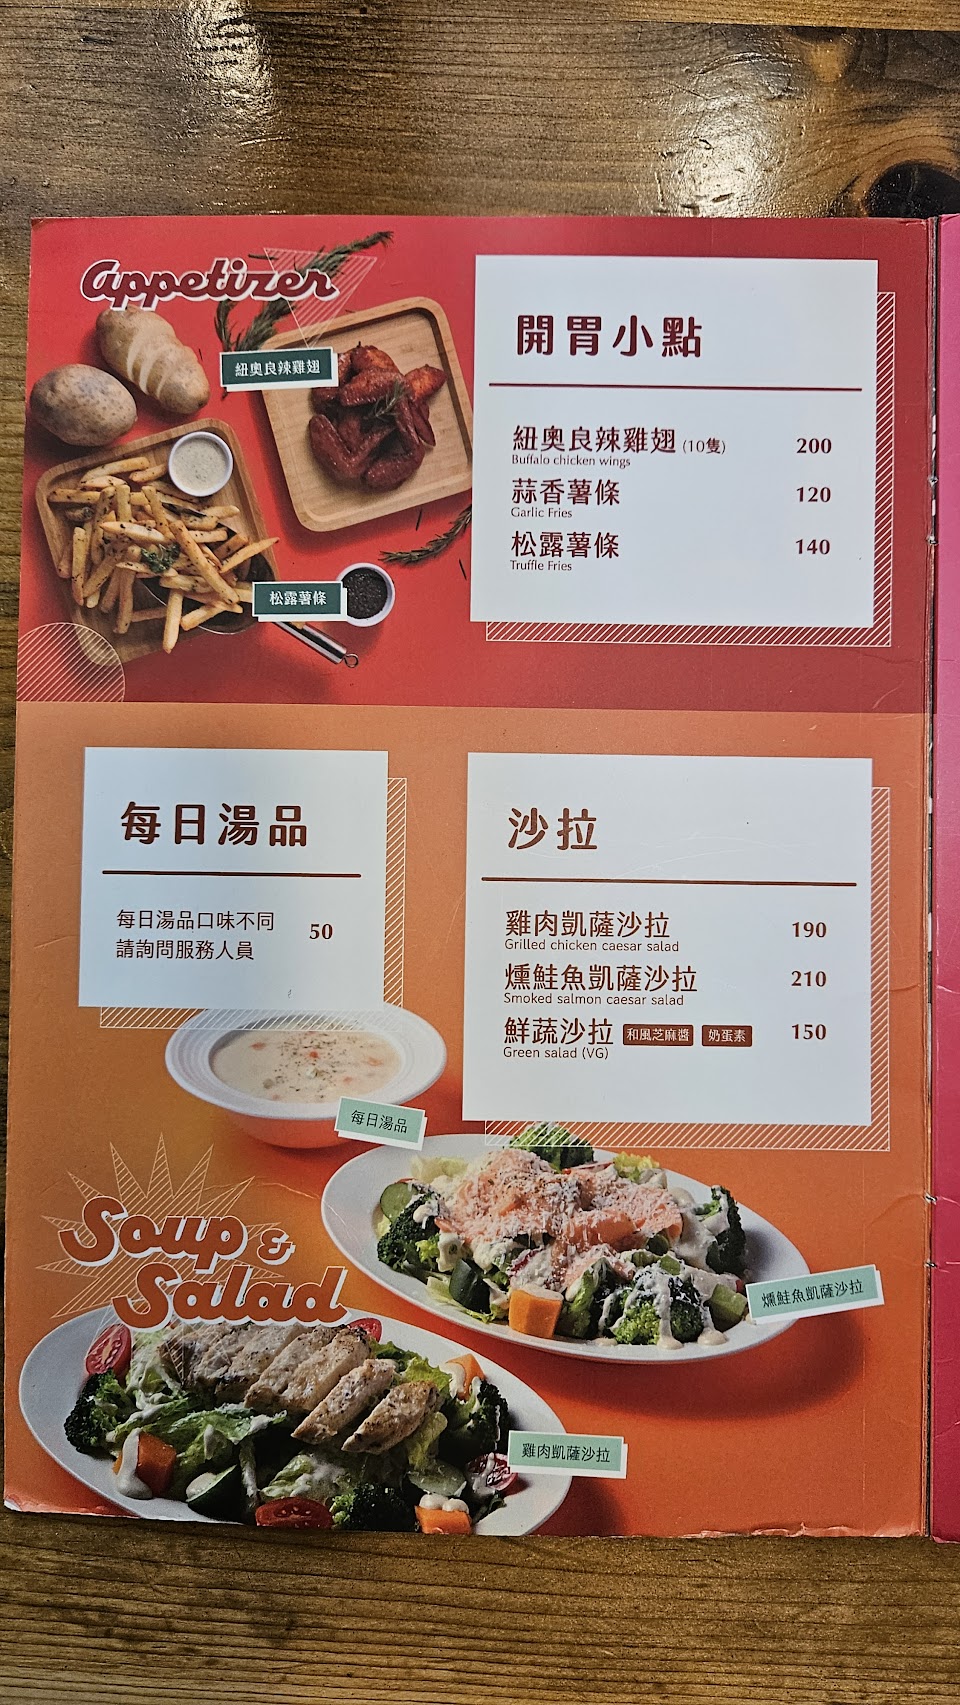 Appetizer
紐奧良辣雞翅
松露薯條
開胃小點
紐奧良辣雞翅 (10隻) 200
Buffalo chicken wings
蒜香薯條 120
Garlic Fries
松露薯條 140
Truffle Fries
每日湯品
每日湯品口味不同
請詢問服務人員 50
沙拉
雞肉凱薩沙拉 190
Grilled chicken caesar salad
燻鮭魚凱薩沙拉 210
Smoked salmon caesar salad
鮮蔬沙拉 和風芝麻醬 奶蛋素 150
Green salad (VG)
每日湯品
Soup &
Salad
燻鮭魚凱薩沙拉
雞肉凱薩沙拉